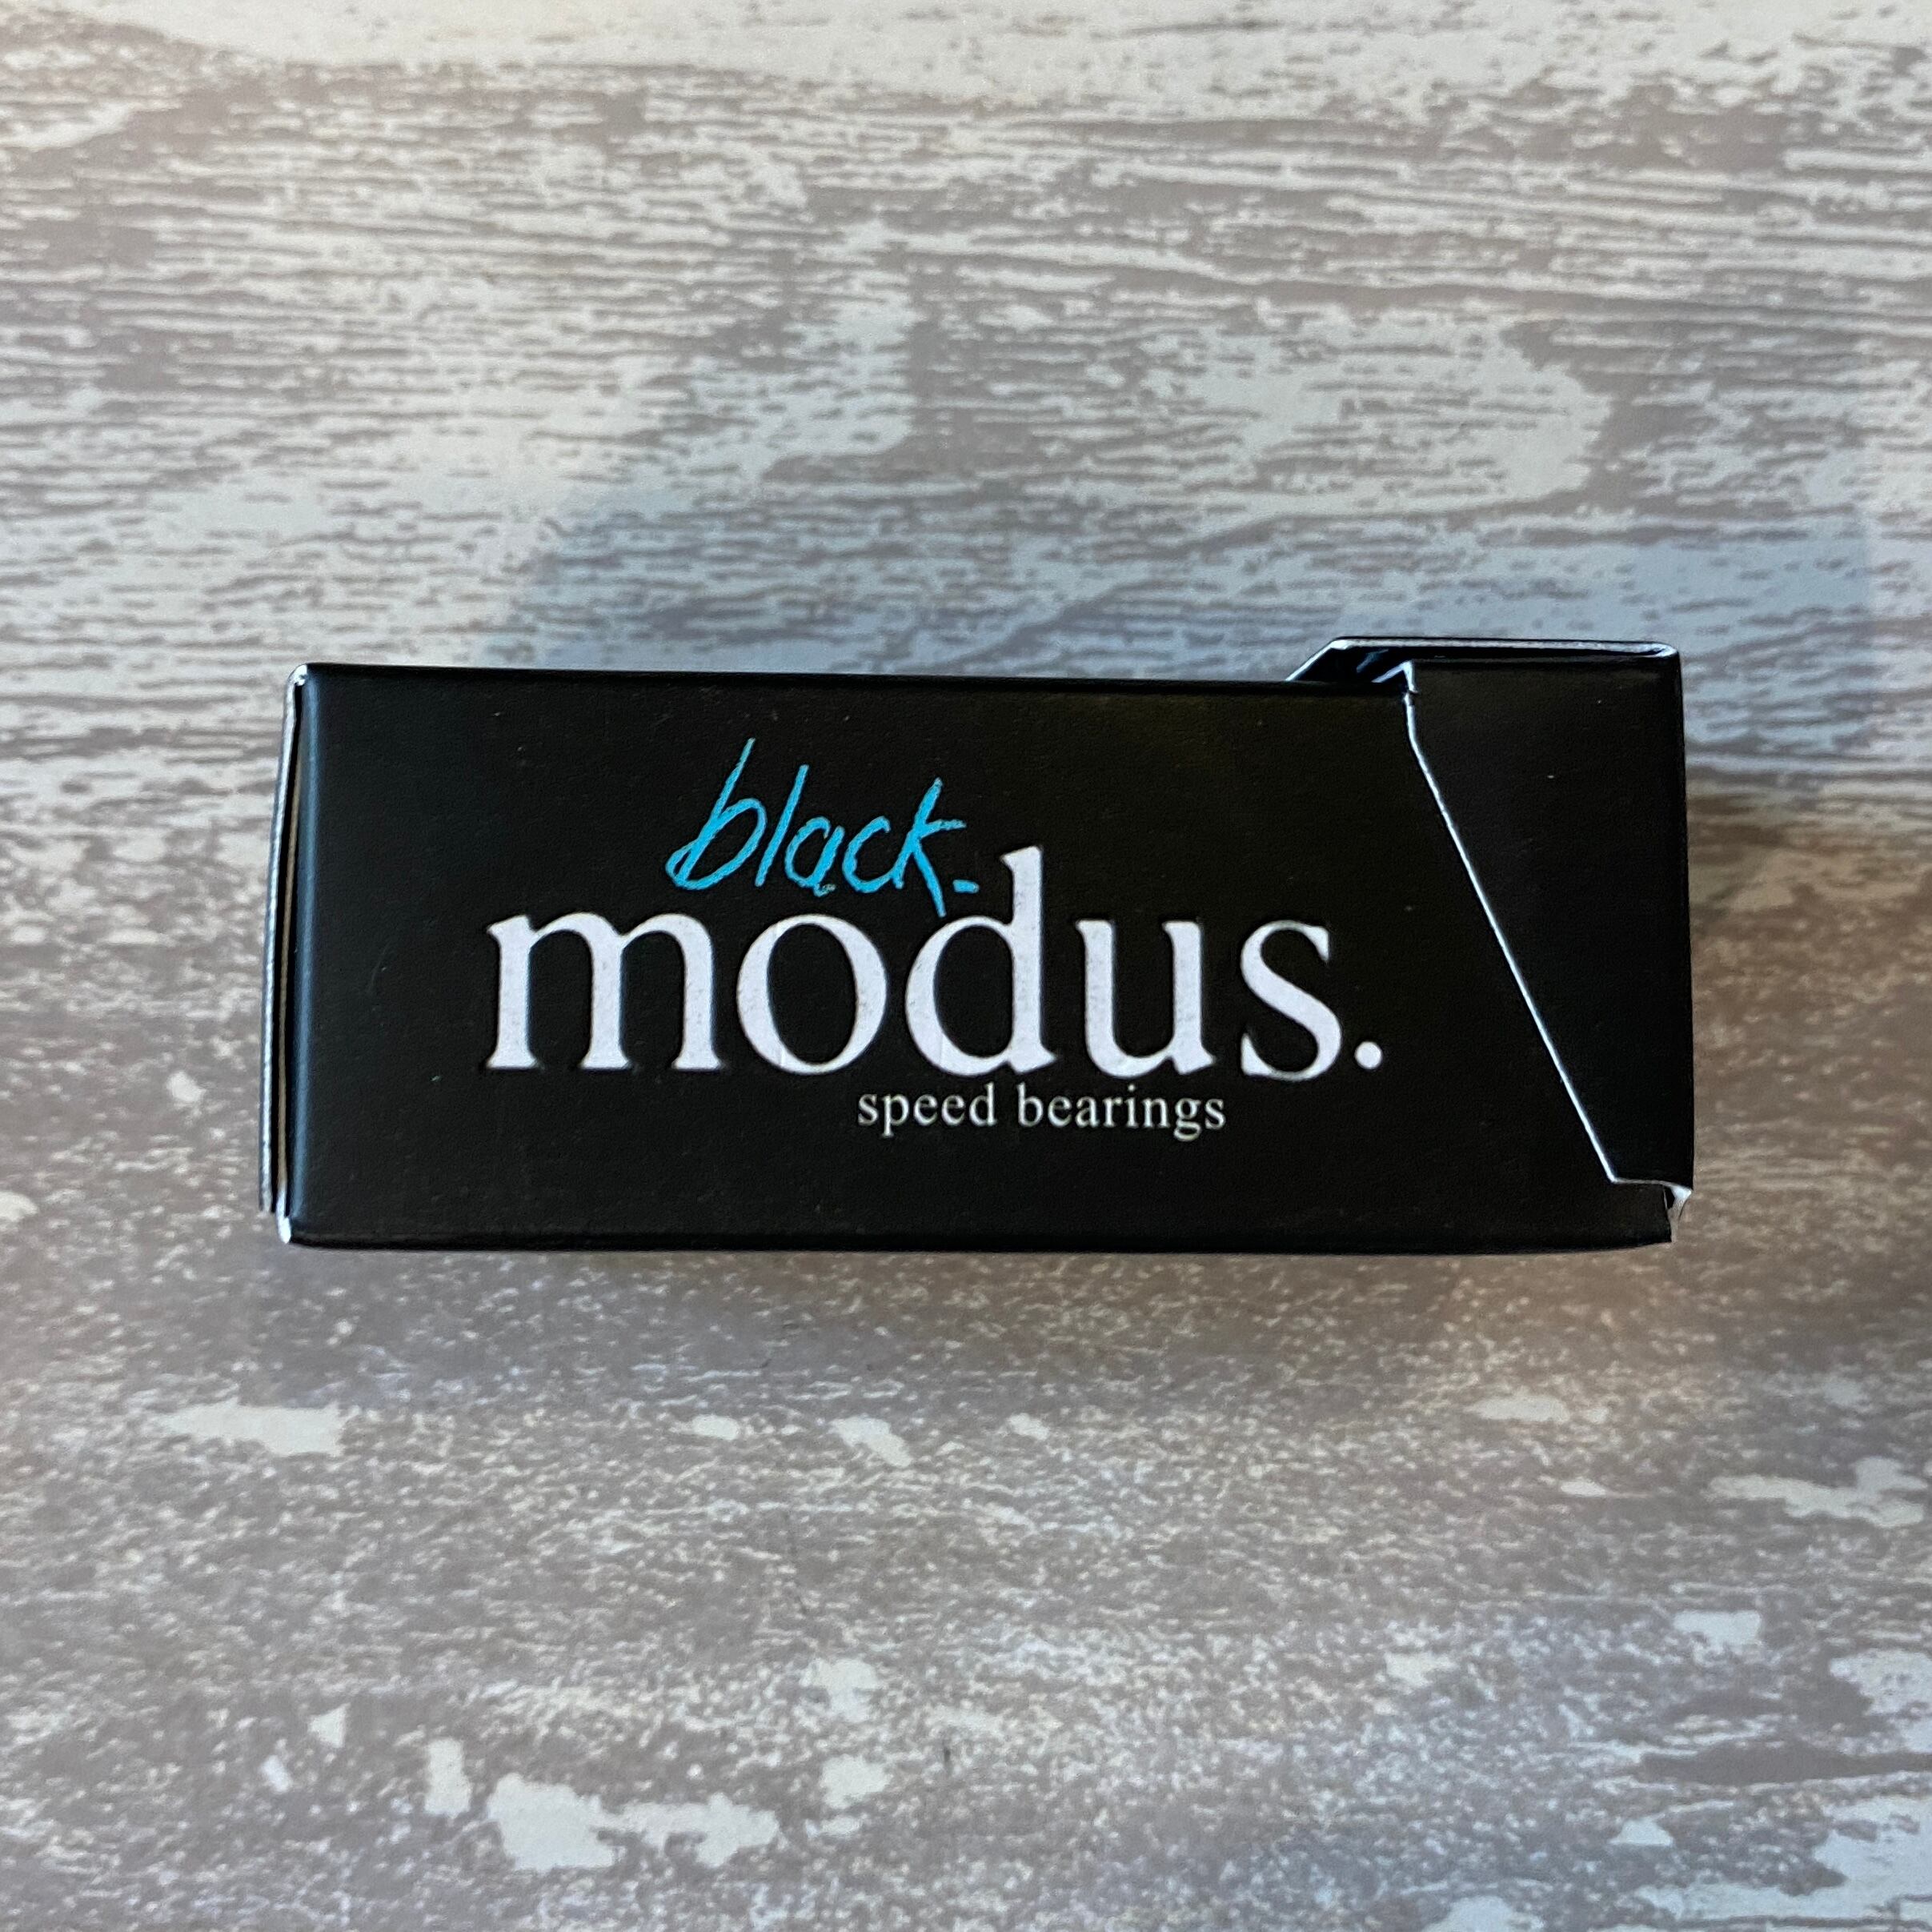 black.
modus.
speed bearings